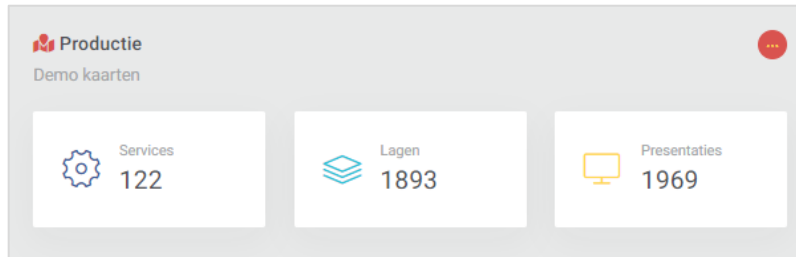 Productie
Demo kaarten
Services
122
Lagen
1893
Presentaties
1969